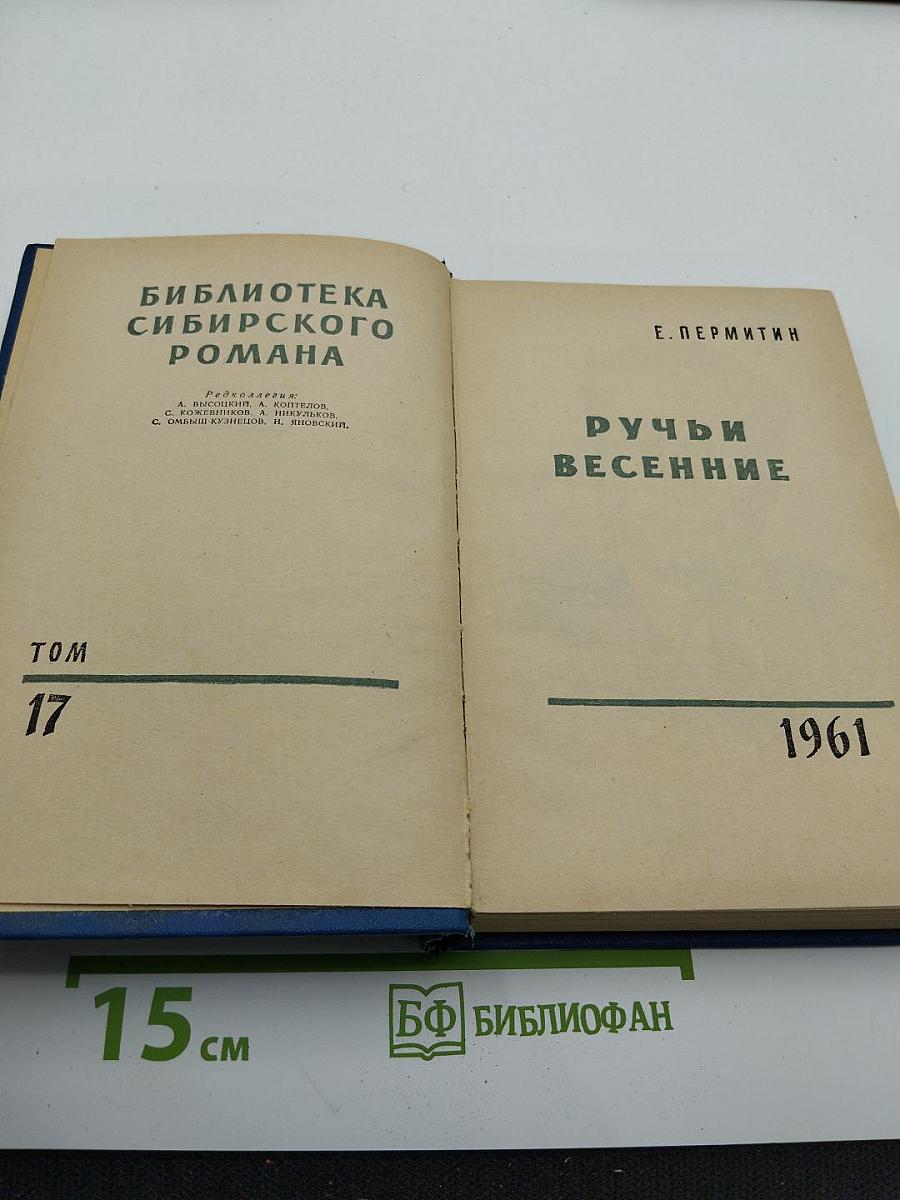 БИБЛИОТЕКА
СИБИРСКОГО
РОМАНА
Редколлегия:
А. ВЫСОЦКИЙ, А. КОПТЕЛОВ,
С. КОЖЕВНИКОВ, А. НИКУЛЬКОВ,
С. ОМБЫШ-КУЗНЕЦОВ, Н. ЯНОВСКИЙ.
ТОМ
17
Е. ПЕРМИТИН
РУЧЬИ
ВЕСЕННИЕ
1961
15 см
БФ БИБЛИОФАН